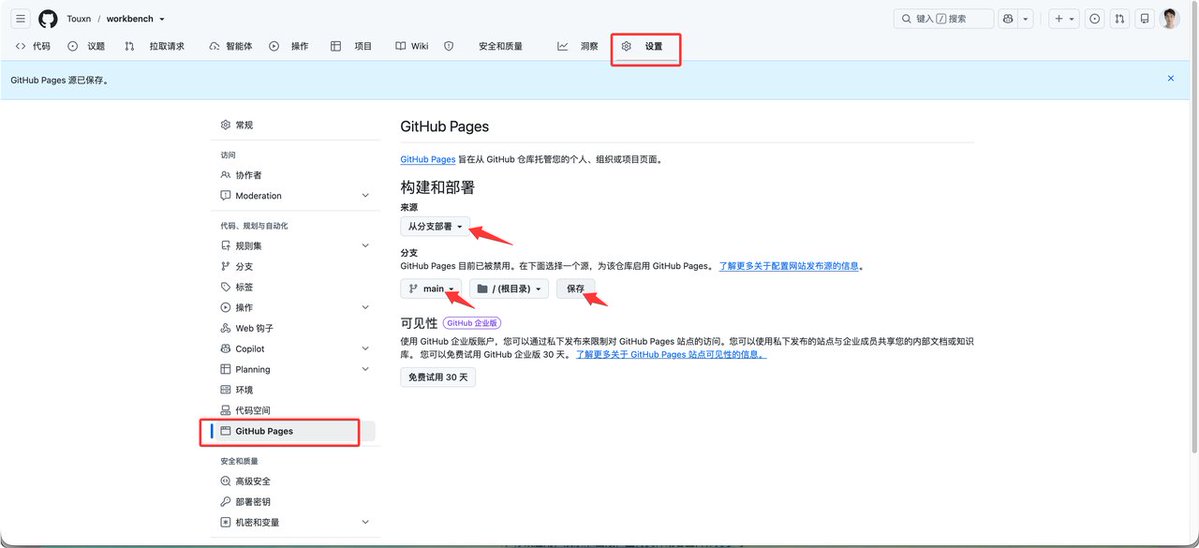 Touxn / workbench
键入 / 搜索
代码 议题 拉取请求 智能体 操作 项目 Wiki 安全和质量 洞察 设置
GitHub Pages 源已保存。
常规
访问
协作者
Moderation
代码、规划与自动化
规则集
分支
标签
操作
Web 钩子
Copilot
Planning
环境
代码空间
GitHub Pages
安全和质量
高级安全
部署密钥
机密和变量
GitHub Pages
GitHub Pages 旨在从 GitHub 仓库托管您的个人、组织或项目页面。
构建和部署
来源
从分支部署
分支
GitHub Pages 目前已被禁用。在下面选择一个源，为该仓库启用 GitHub Pages。 了解更多关于配置网站发布源的信息。
main / (根目录) 保存
可见性 GitHub 企业版
使用 GitHub 企业版账户，您可以通过私下发布来限制对 GitHub Pages 站点的访问。您可以使用私下发布的站点与企业成员共享您的内部文档或知识
库。 您可以免费试用 GitHub 企业版 30 天。 了解更多关于 GitHub Pages 站点可见性的信息。
免费试用 30 天